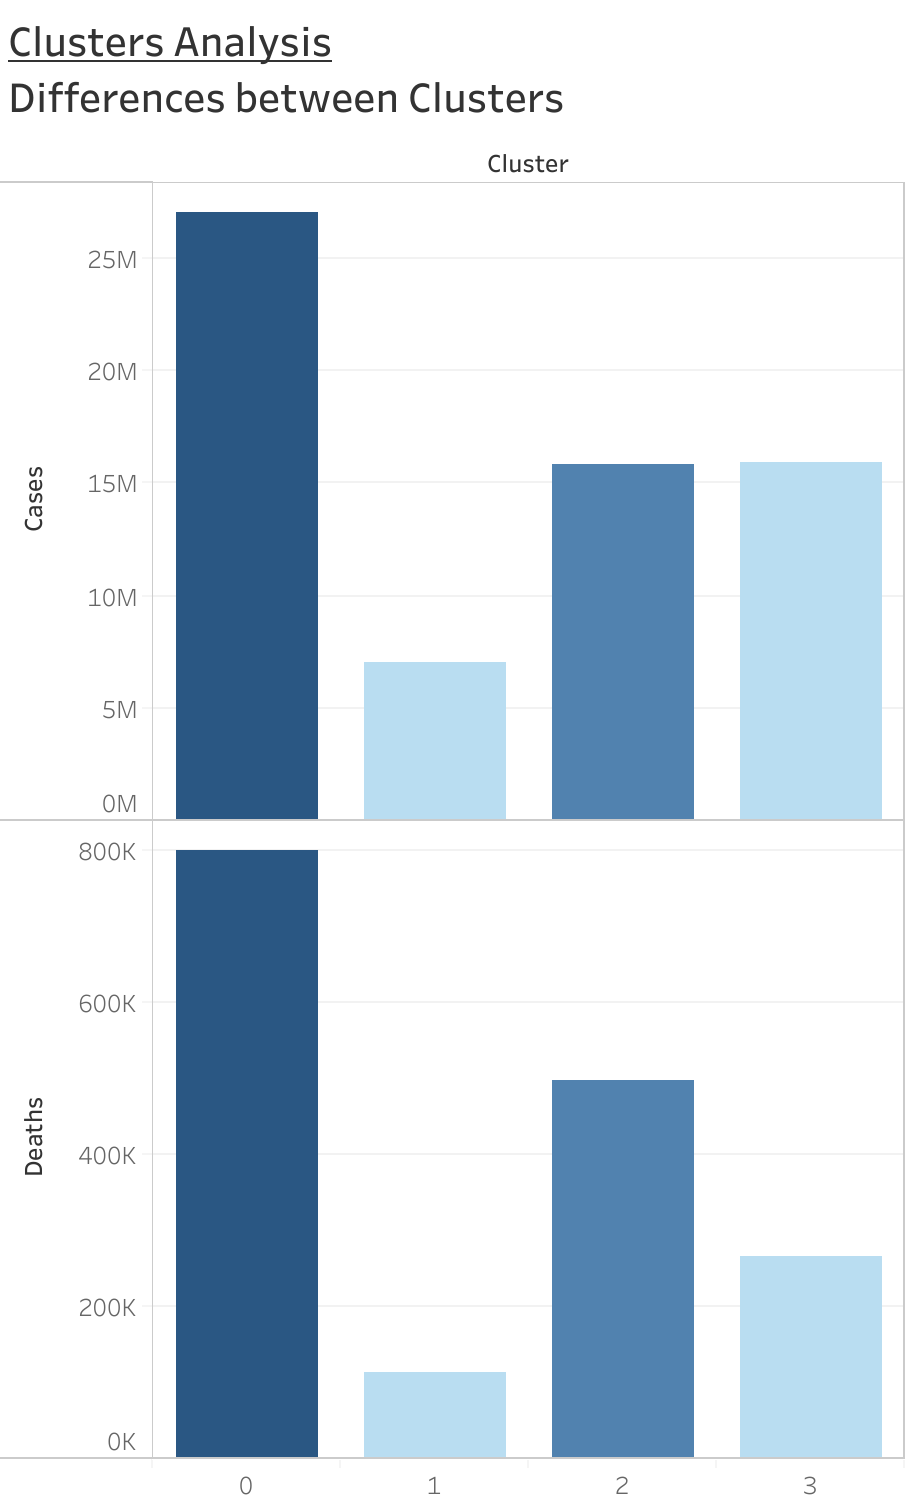 Clusters Analysis
Differences between Clusters
Cluster
25M
20M
15M
10M
5M
0M
Cases
800K
600K
400K
200K
0K
Deaths
0 1 2 3